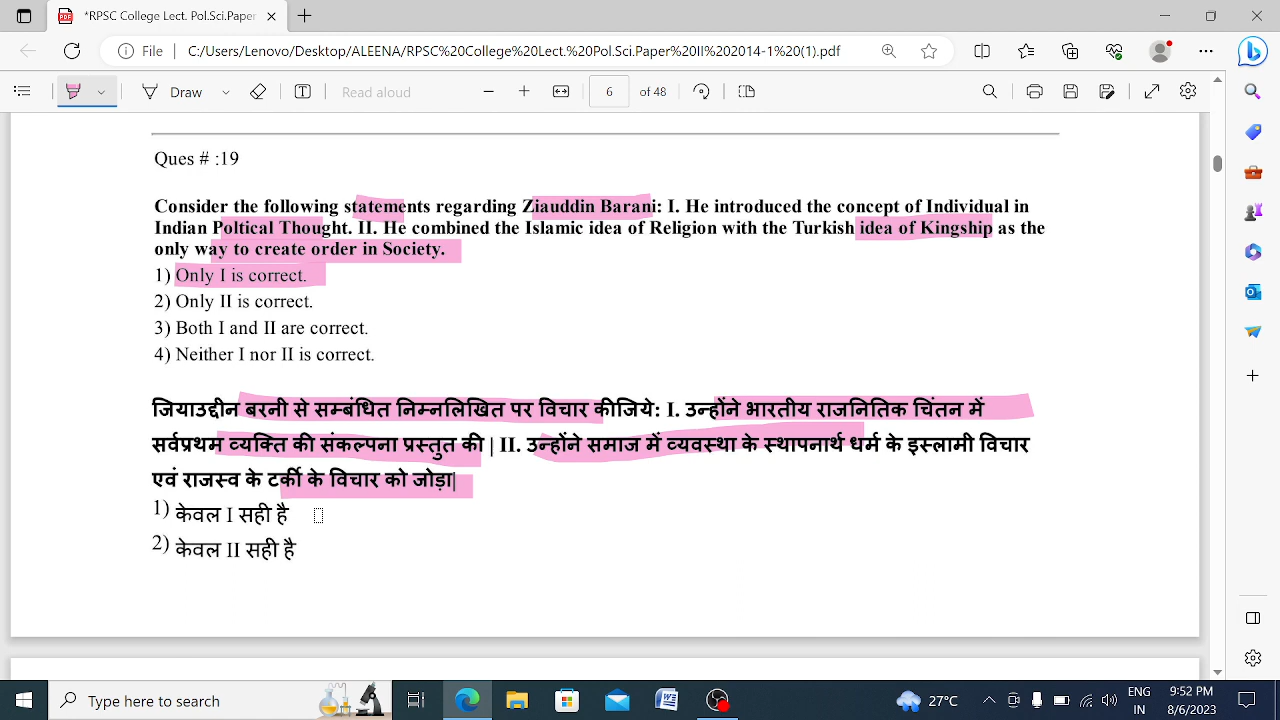 *RPSC College Lect. Pol.Sci.Paper
File
C:/Users/Lenovo/Desktop/ALEENA/RPSC%20College%20Lect.%20Pol.Sci.Paper%20II%202014-1%20(1).pdf
Draw
Read aloud
6 of 48
Ques # :19
Consider the following statements regarding Ziauddin Barani: I. He introduced the concept of Individual in
Indian Poltical Thought. II. He combined the Islamic idea of Religion with the Turkish idea of Kingship as the
only way to create order in Society.
1) Only I is correct.
2) Only II is correct.
3) Both I and II are correct.
4) Neither I nor II is correct.
जियाउद्दीन बरनी से सम्बंधित निम्नलिखित पर विचार कीजिये: I. उन्होंने भारतीय राजनितिक चिंतन में
सर्वप्रथम व्यक्ति की संकल्पना प्रस्तुत की | II. उन्होंने समाज में व्यवस्था के स्थापनार्थ धर्म के इस्लामी विचार
एवं राजस्व के टर्की के विचार को जोड़ा|
1) केवल I सही है
2) केवल II सही है
Type here to search
27°C
ENG
IN
9:52 PM
8/6/2023